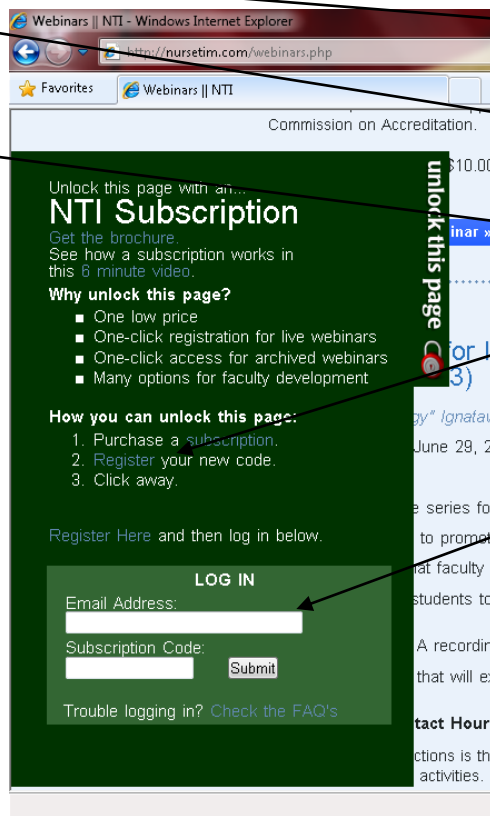 Webinars || NTI - Windows Internet Explorer
http://nursetim.com/webinars.php
Favorites
Webinars || NTI
Commission on Accreditation.
$10.00
inar »
Unlock this page with an...
NTI Subscription
Get the brochure.
See how a subscription works in
this 6 minute video.
Why unlock this page?
■ One low price
■ One-click registration for live webinars
■ One-click access for archived webinars
■ Many options for faculty development
How you can unlock this page:
1. Purchase a subscription.
2. Register your new code.
3. Click away.
Register Here and then log in below.
LOG IN
Email Address:
Subscription Code:
Submit
Trouble logging in? Check the FAQ's
unlock this page
for
3)
gy" Ignatav
June 29, 2
e series fo
to promot
at faculty
students to
A recordin
that will ex
tact Hour
ctions is th
activities.